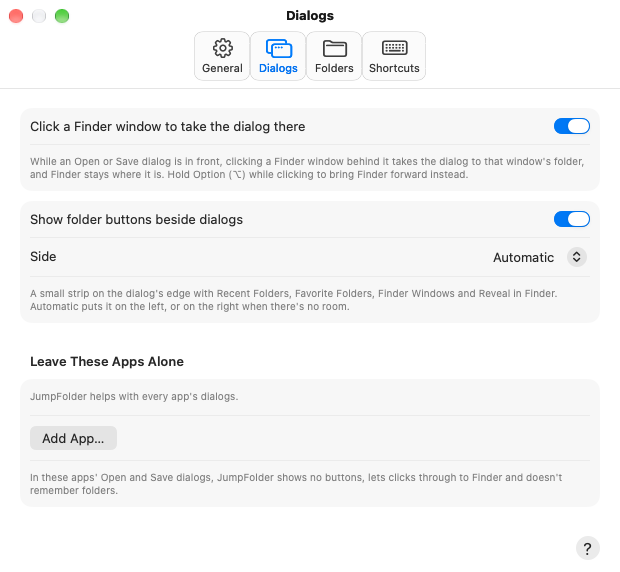 Dialogs
General
Dialogs
Folders
Shortcuts
Click a Finder window to take the dialog there
While an Open or Save dialog is in front, clicking a Finder window behind it takes the dialog to that window's folder,
and Finder stays where it is. Hold Option (⌥) while clicking to bring Finder forward instead.
Show folder buttons beside dialogs
Side
Automatic
A small strip on the dialog's edge with Recent Folders, Favorite Folders, Finder Windows and Reveal in Finder.
Automatic puts it on the left, or on the right when there's no room.
Leave These Apps Alone
JumpFolder helps with every app's dialogs.
Add App...
In these apps' Open and Save dialogs, JumpFolder shows no buttons, lets clicks through to Finder and doesn't
remember folders.
?